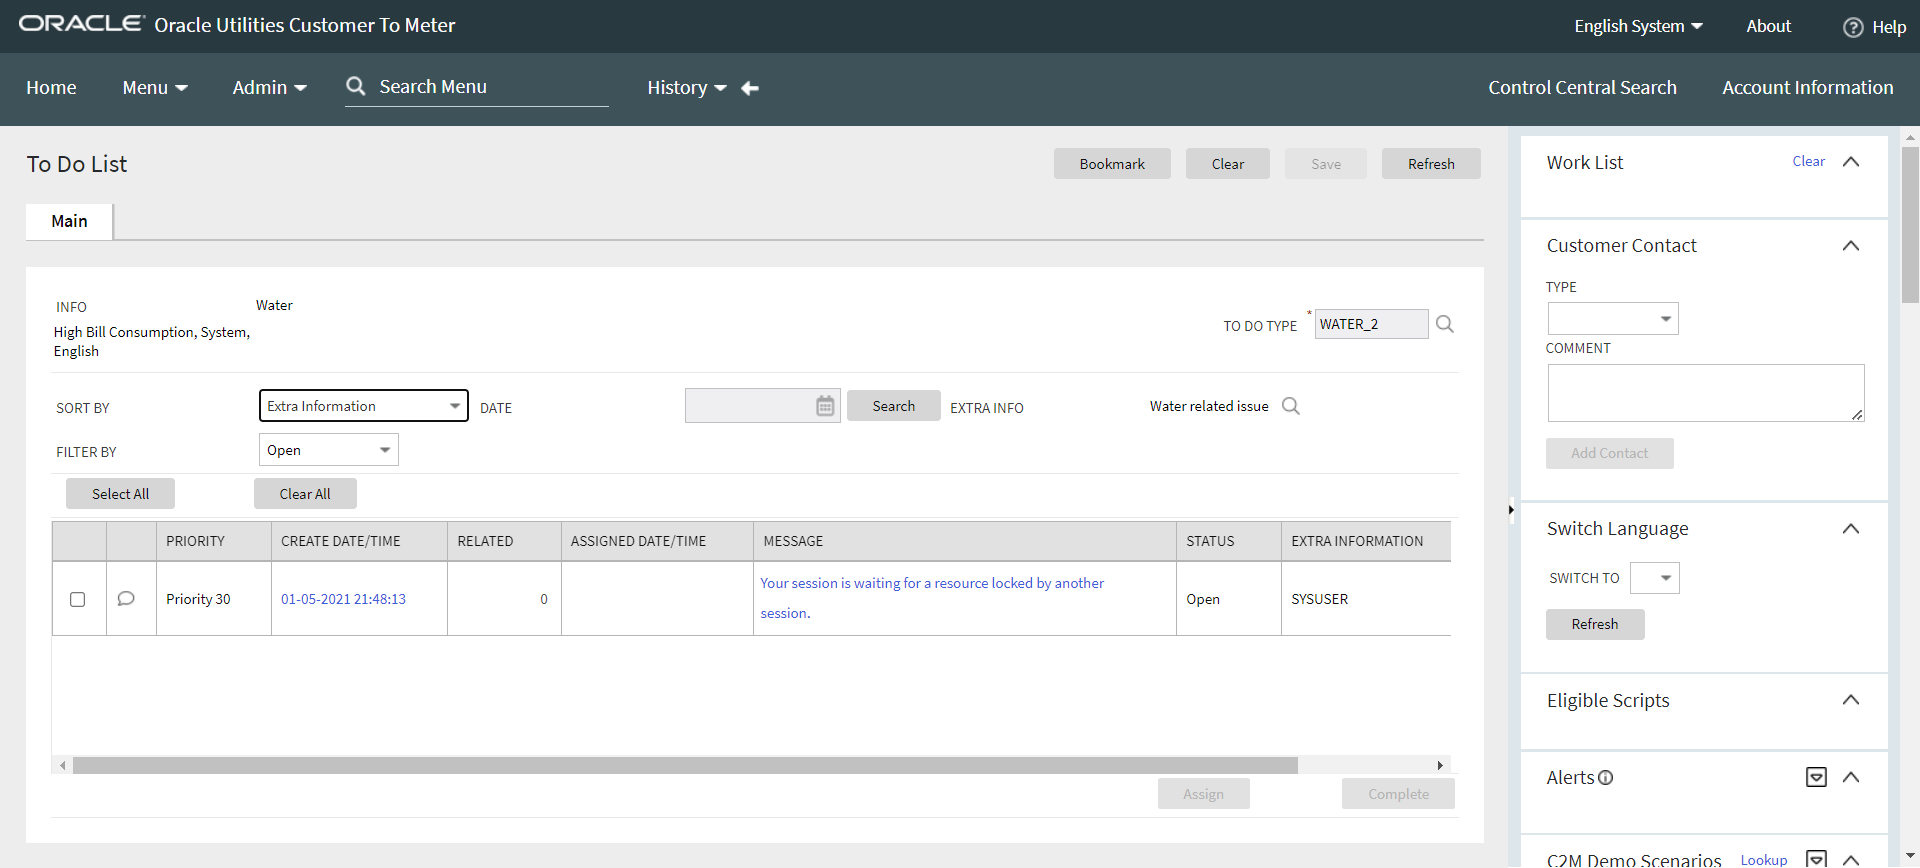 ORACLE Oracle Utilities Customer To Meter
English System About Help
Home Menu Admin Search Menu History Control Central Search Account Information
To Do List
Bookmark Clear Save Refresh
Main
INFO Water
High Bill Consumption, System,
English
TO DO TYPE * WATER_2
SORT BY Extra Information DATE Search EXTRA INFO Water related issue
FILTER BY Open
Select All Clear All
PRIORITY CREATE DATE/TIME RELATED ASSIGNED DATE/TIME MESSAGE STATUS EXTRA INFORMATION
Priority 30 01-05-2021 21:48:13 0 Your session is waiting for a resource locked by another
session. Open SYSUSER
Assign Complete
Work List Clear
Customer Contact
TYPE
COMMENT
Add Contact
Switch Language
SWITCH TO
Refresh
Eligible Scripts
Alerts
C2M Demo Scenarios Lookup